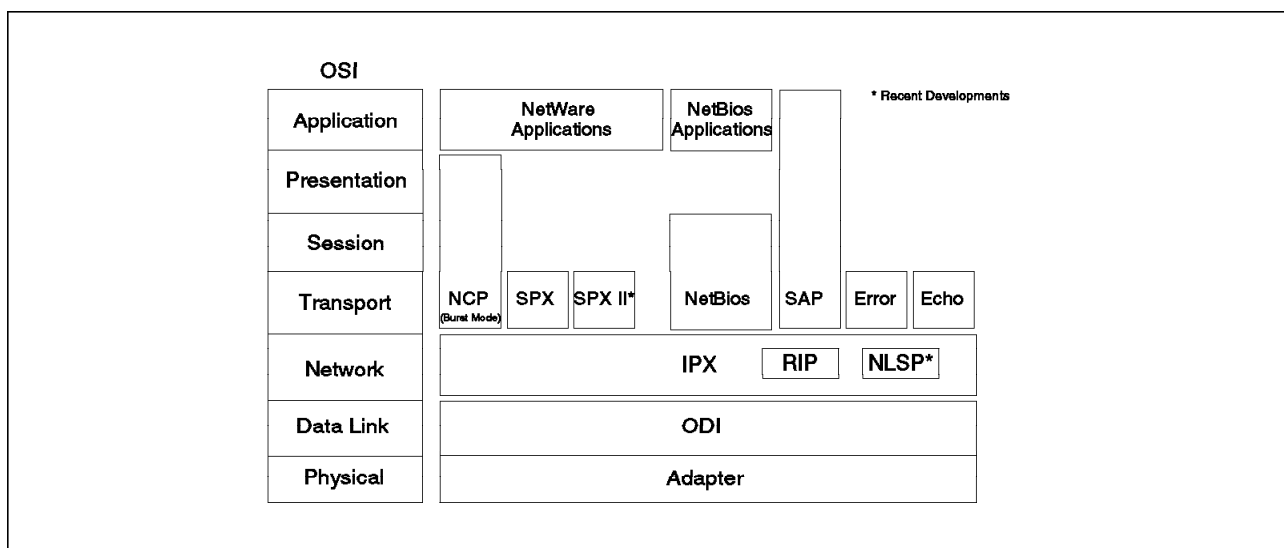 OSI
* Recent Developments
Application
NetWare
Applications
NetBios
Applications
Presentation
Session
Transport
NCP
(Burst Mode)
SPX
SPX II*
NetBios
SAP
Error
Echo
Network
IPX
RIP
NLSP*
Data Link
ODI
Physical
Adapter